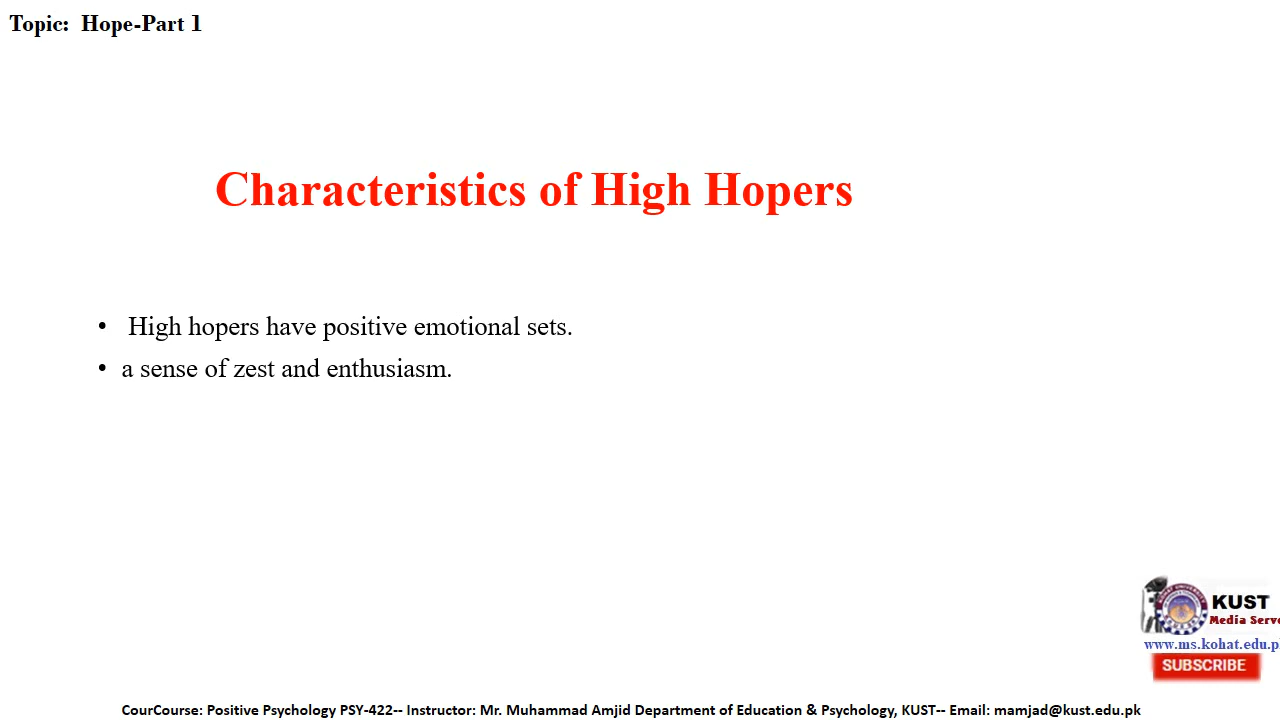 Topic: Hope-Part 1
Characteristics of High Hopers
• High hopers have positive emotional sets.
• a sense of zest and enthusiasm.
KUST
Media Serve
www.ms.kohat.edu.p
SUBSCRIBE
CourCourse: Positive Psychology PSY-422-- Instructor: Mr. Muhammad Amjid Department of Education & Psychology, KUST-- Email: mamjad@kust.edu.pk